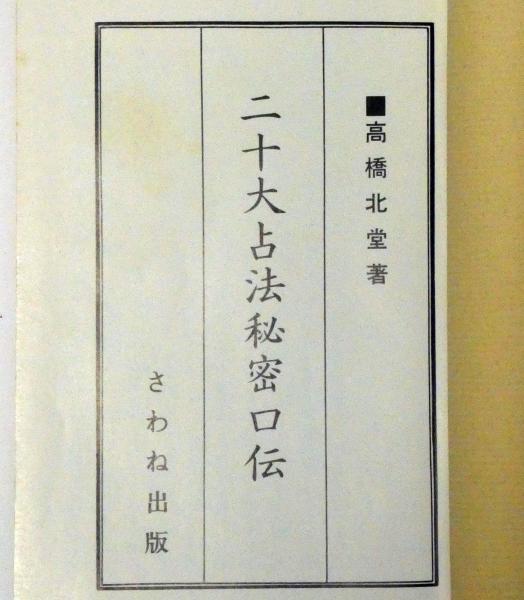 ■高橋北堂著
二十大占法秘密口伝
さわね出版